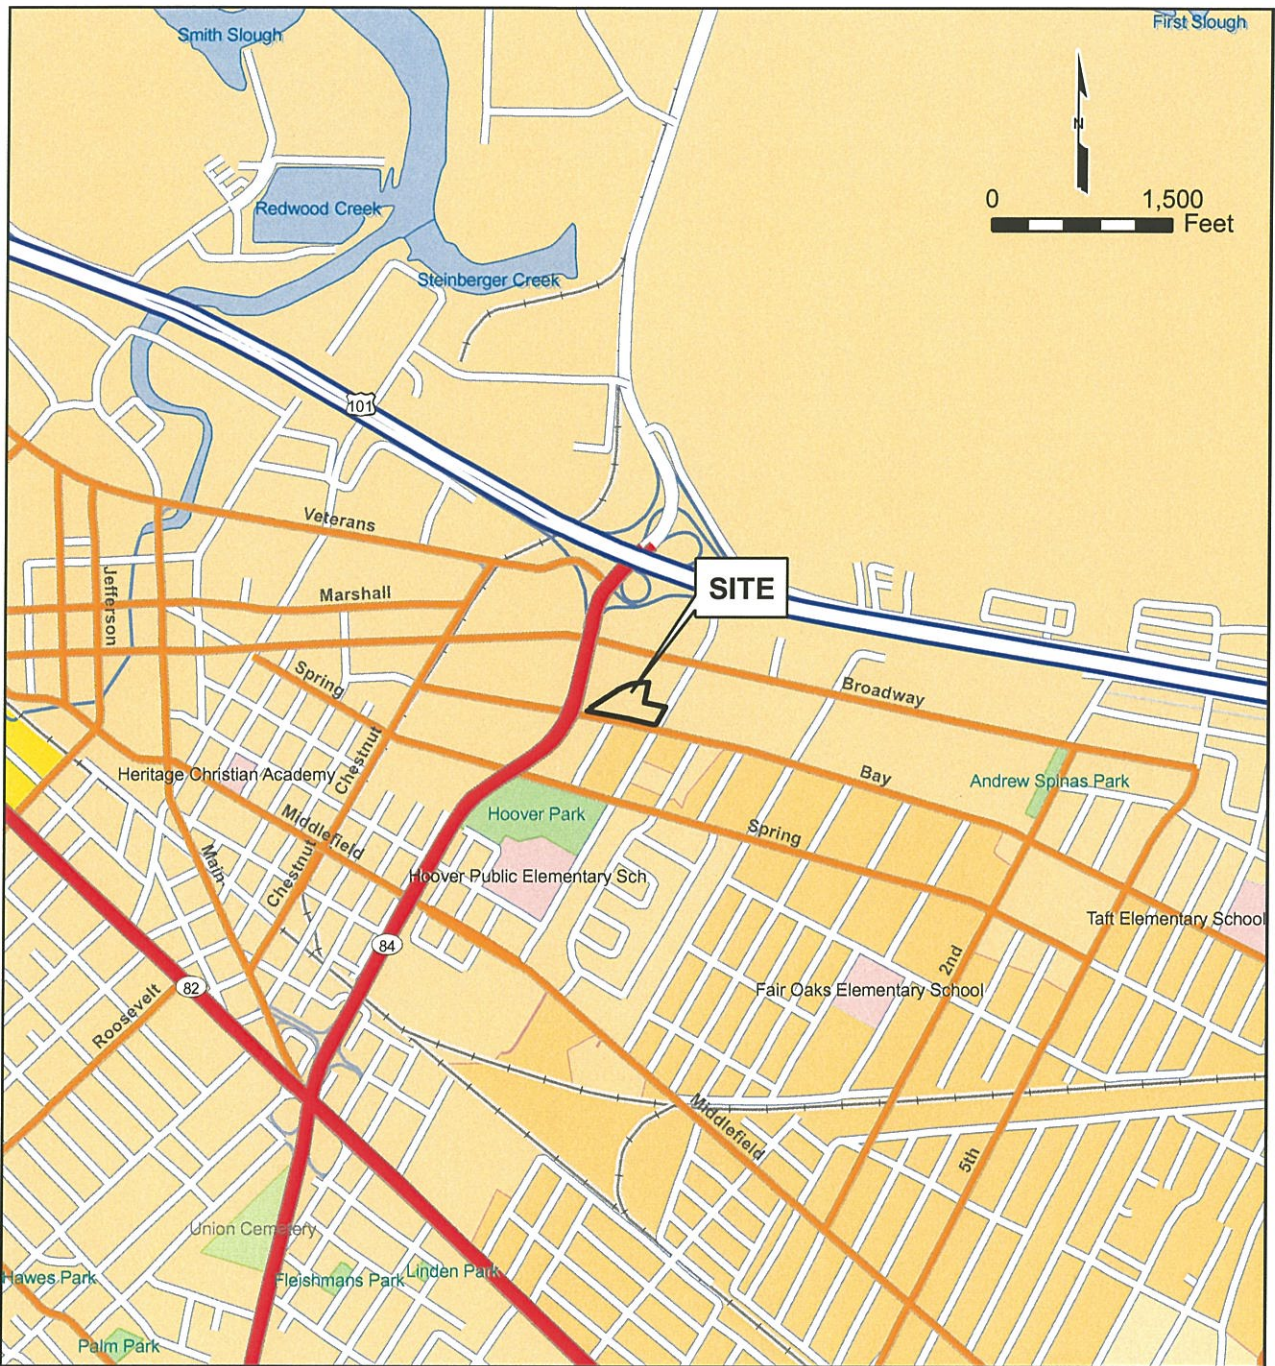 Smith Slough
First Slough
N
0 1,500
Feet
Redwood Creek
Steinberger Creek
101
Veterans
SITE
Jefferson
Marshall
Spring
Broadway
Chestnut
Heritage Christian Academy
Bay
Andrew Spinas Park
Hoover Park
Middlefield
Spring
Main
Chestnut
Hoover Public Elementary Sch
Taft Elementary School
84
2nd
82
Fair Oaks Elementary School
Roosevelt
Middlefield
5th
Union Cemetery
Hawes Park
Fleishmans Park
Linden Park
Palm Park